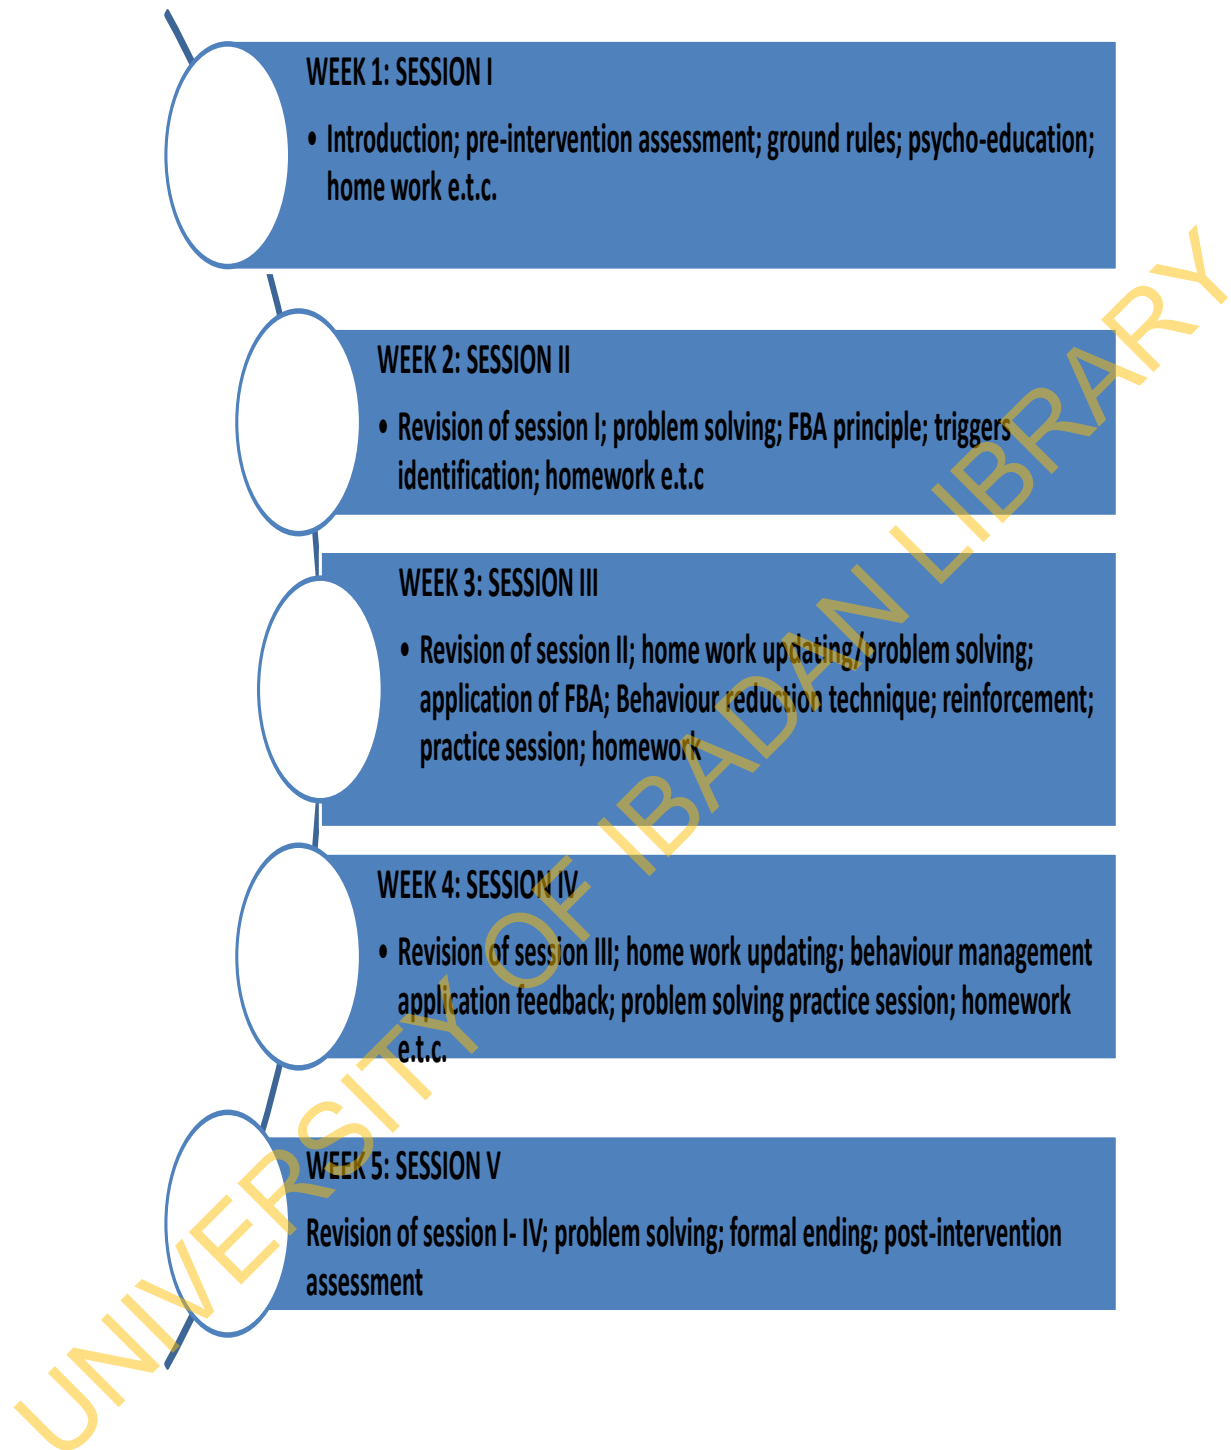 WEEK 1: SESSION I
• Introduction; pre-intervention assessment; ground rules; psycho-education;
home work e.t.c.
WEEK 2: SESSION II
• Revision of session I; problem solving; FBA principle; triggers
identification; homework e.t.c
WEEK 3: SESSION III
• Revision of session II; home work updating/problem solving;
application of FBA; Behaviour reduction technique; reinforcement;
practice session; homework
WEEK 4: SESSION IV
• Revision of session III; home work updating; behaviour management
application feedback; problem solving practice session; homework
e.t.c.
WEEK 5: SESSION V
Revision of session I- IV; problem solving; formal ending; post-intervention
assessment
UNIVERSITY OF IBADAN LIBRARY